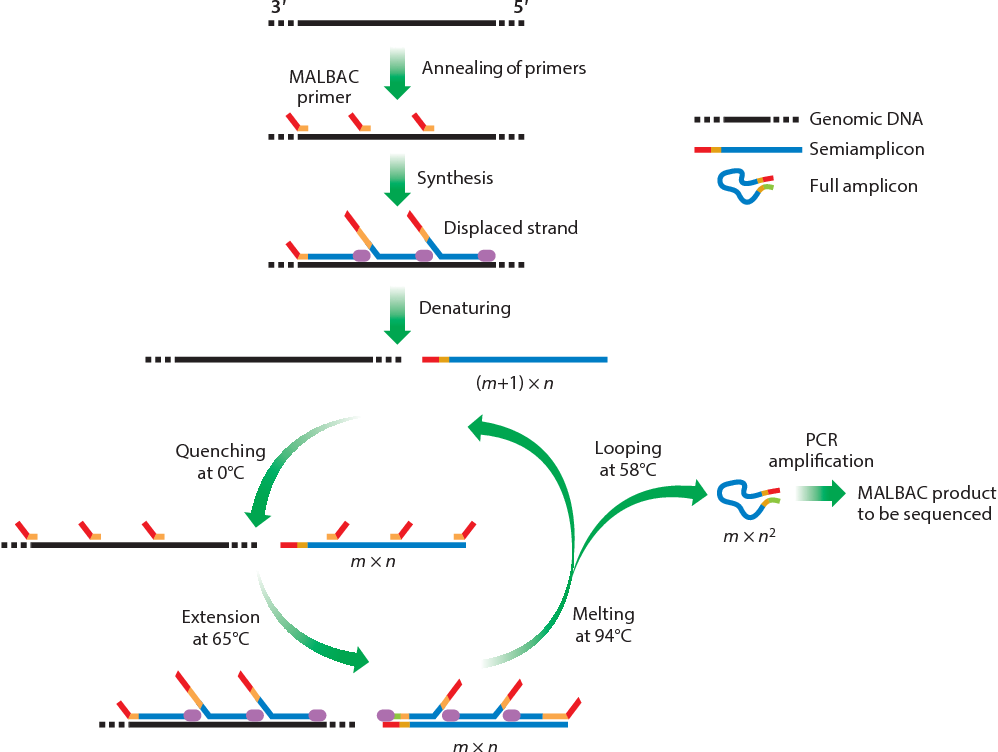 3′ 5′
Annealing of primers
MALBAC
primer
Genomic DNA
Semiamplicon
Full amplicon
Synthesis
Displaced strand
Denaturing
(m+1) × n
Quenching
at 0°C
Looping
at 58°C
PCR
amplification
MALBAC product
to be sequenced
m × n²
m × n
Extension
at 65°C
Melting
at 94°C
m × n